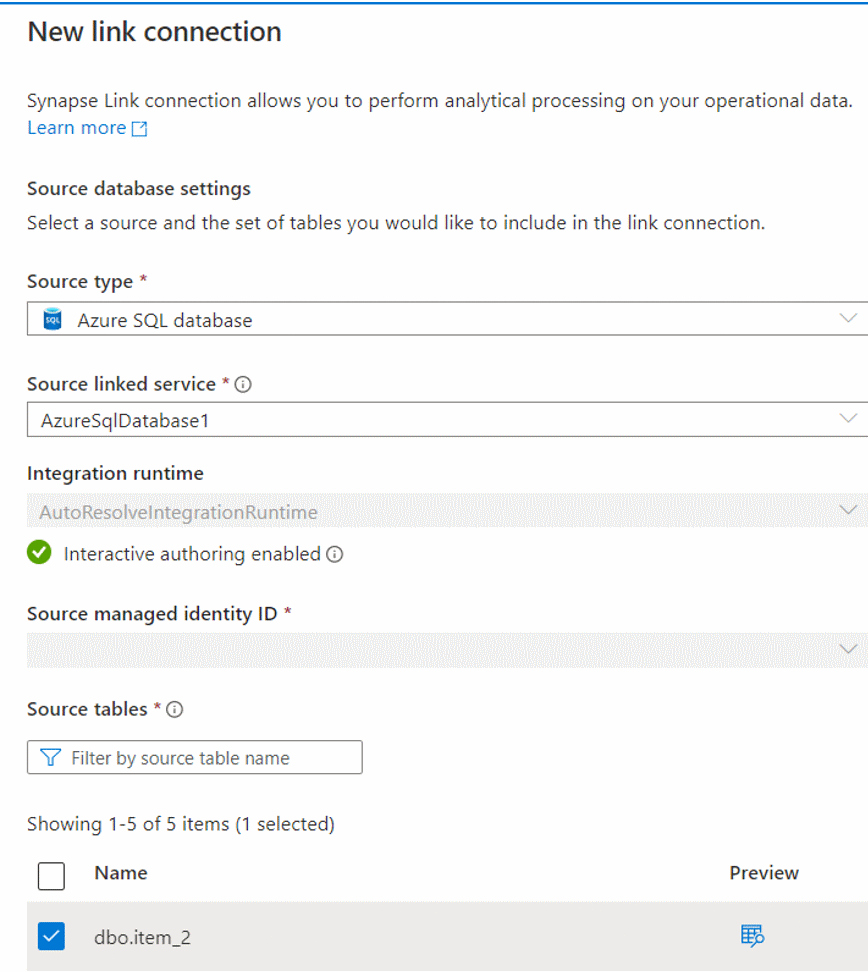 New link connection
Synapse Link connection allows you to perform analytical processing on your operational data.
Learn more
Source database settings
Select a source and the set of tables you would like to include in the link connection.
Source type *
SQL Azure SQL database
Source linked service *
AzureSqlDatabase1
Integration runtime
AutoResolveIntegrationRuntime
Interactive authoring enabled
Source managed identity ID *
Source tables *
Filter by source table name
Showing 1-5 of 5 items (1 selected)
Name Preview
dbo.item_2